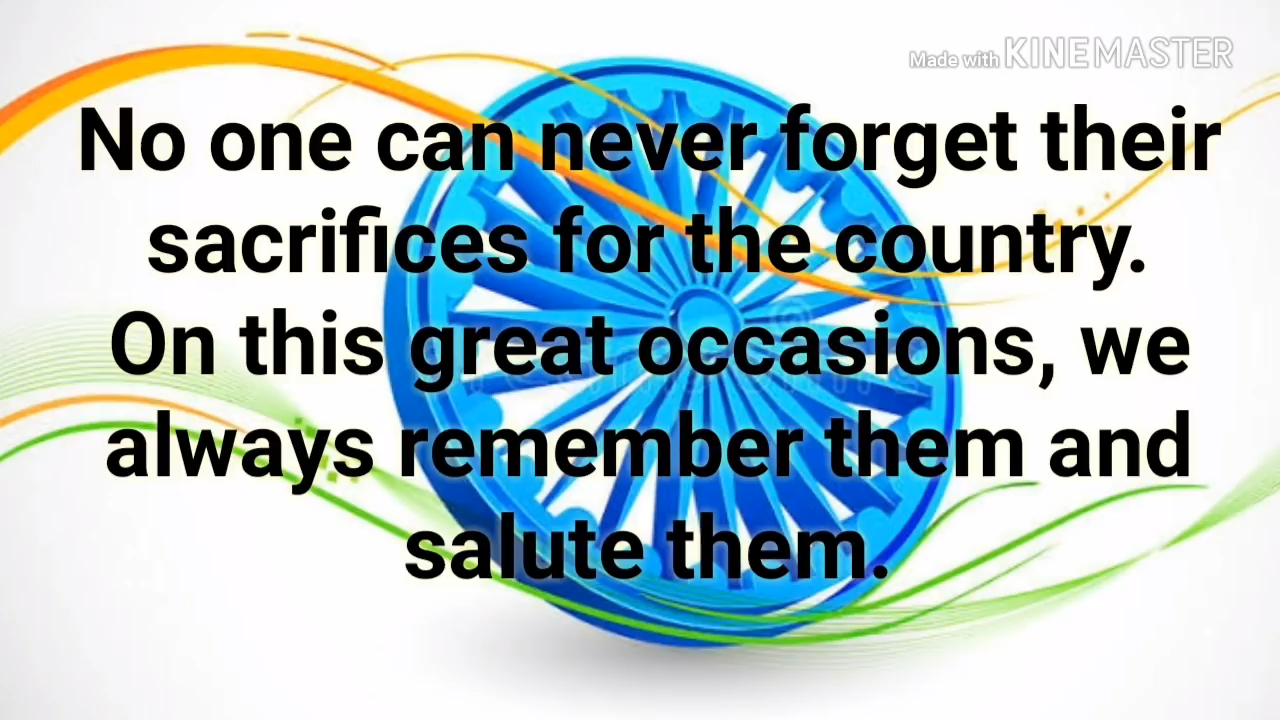 Made with KINEMASTER
No one can never forget their
sacrifices for the country.
On this great occasions, we
always remember them and
salute them.